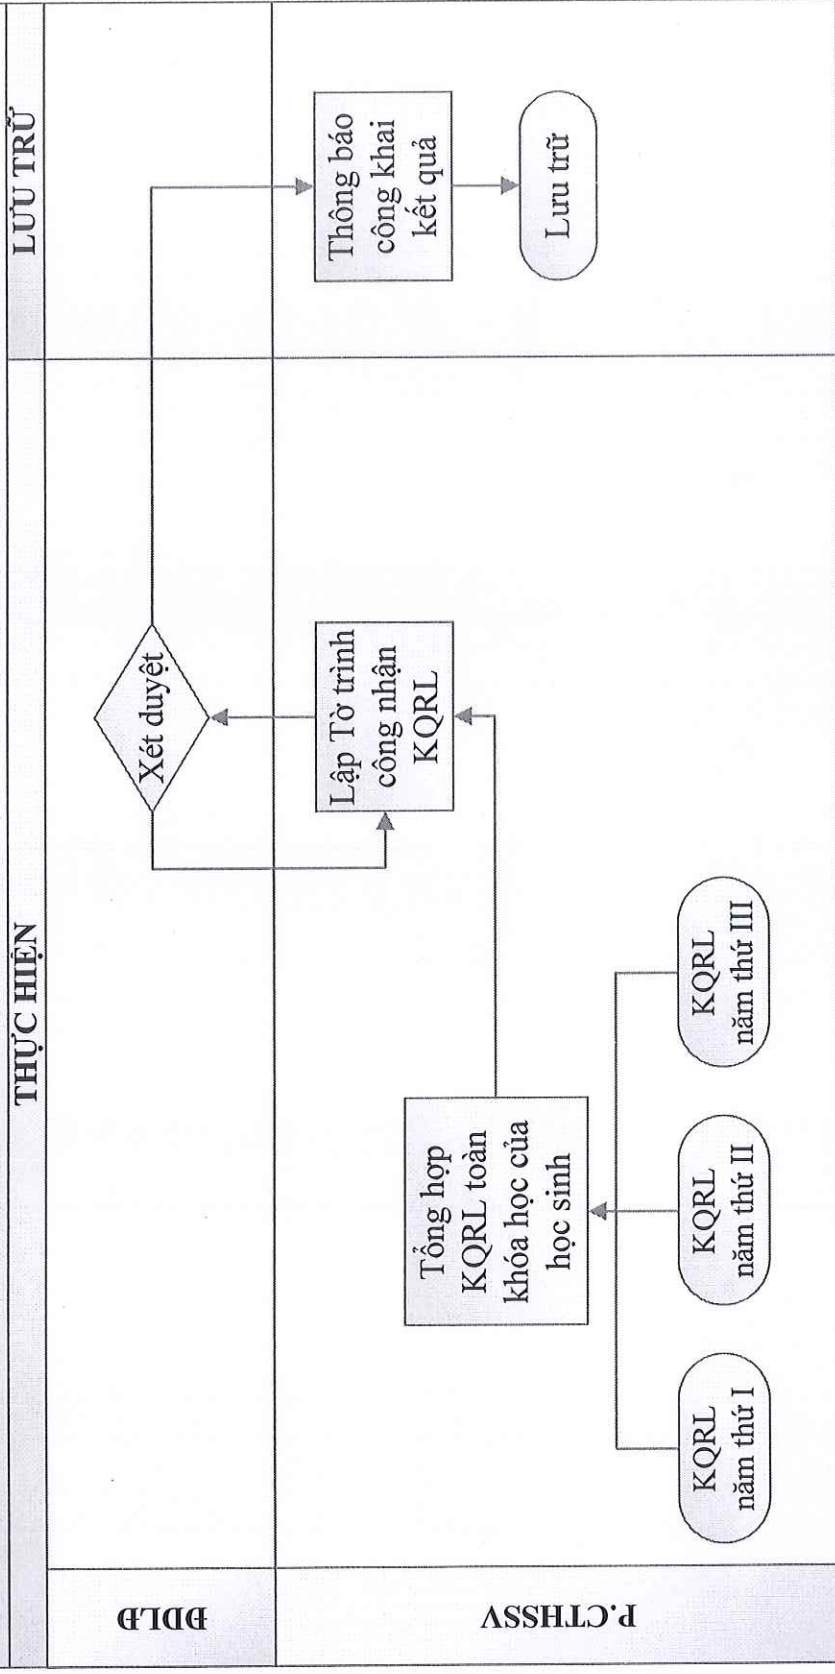 THỰC HIỆN
LƯU TRỮ
ĐDLĐ
Xét duyệt
P.CTHSSV
KQRL
năm thứ I
KQRL
năm thứ II
KQRL
năm thứ III
Tổng hợp
KQRL toàn
khóa học của
học sinh
Lập Tờ trình
công nhận
KQRL
Thông báo
công khai
kết quả
Lưu trữ